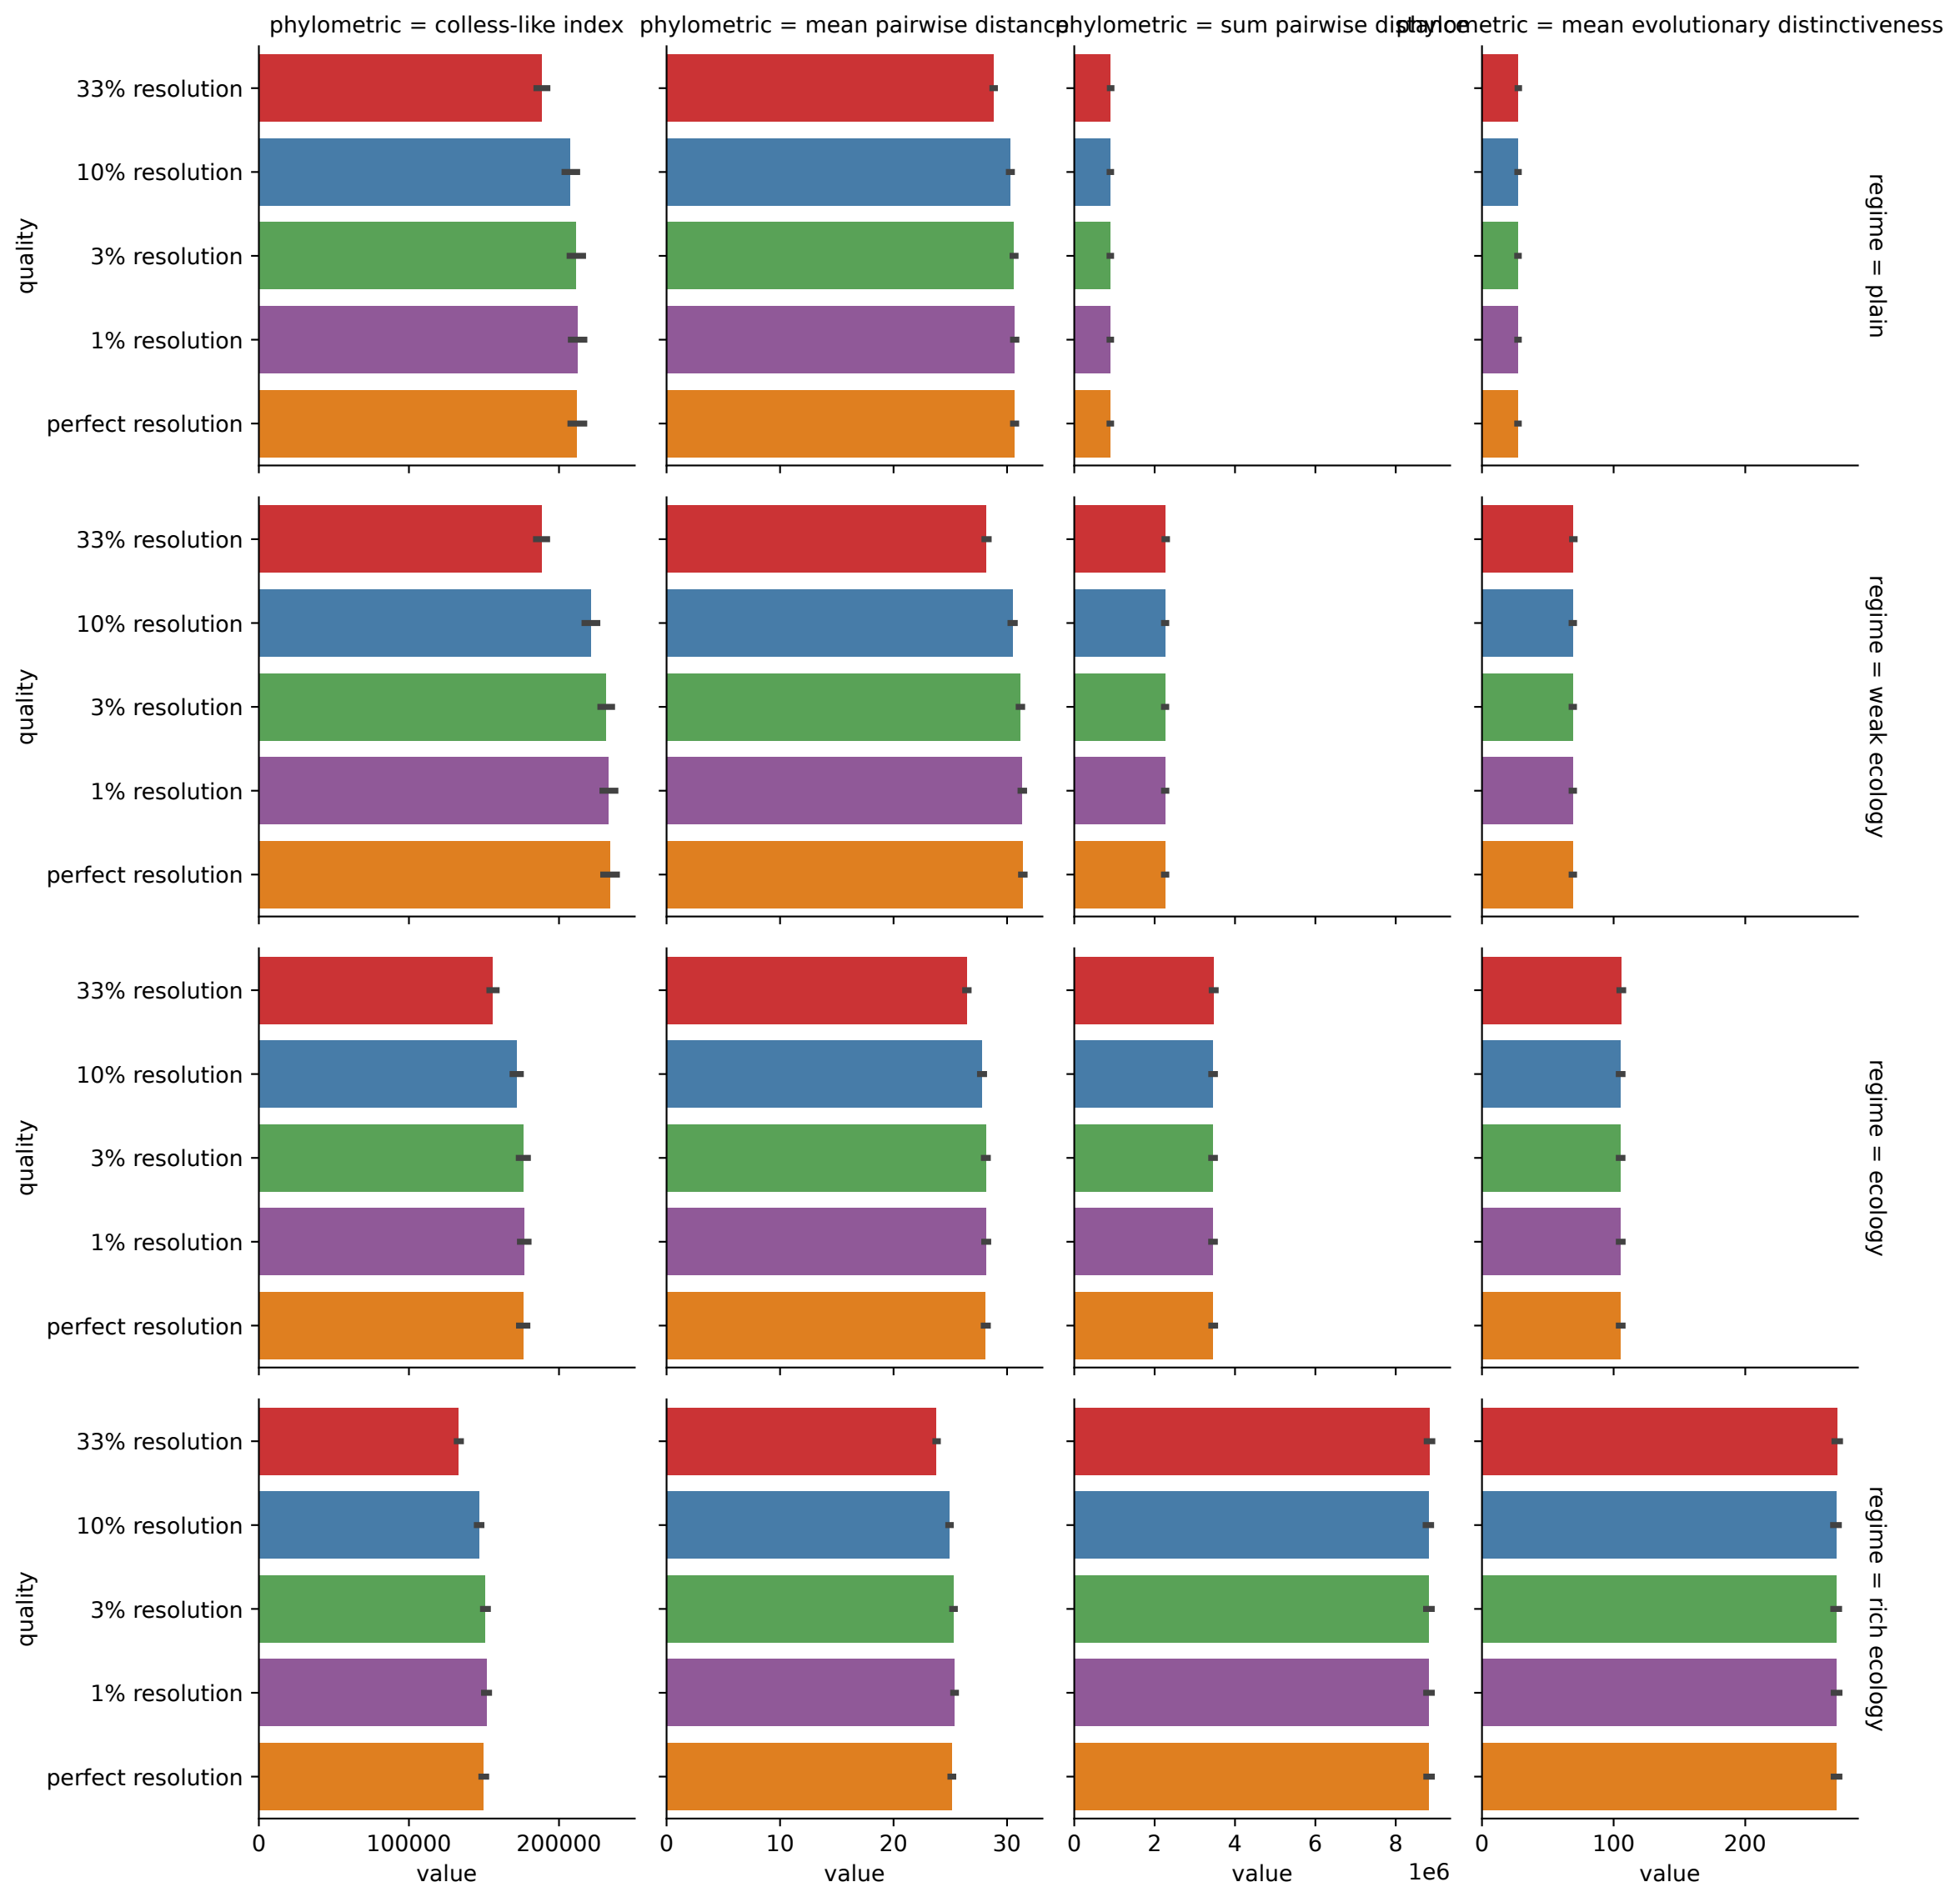 phylometric = colless-like index
phylometric = mean pairwise distance
phylometric = sum pairwise distance
phylometric = mean evolutionary distinctiveness
quality
33% resolution
10% resolution
3% resolution
1% resolution
perfect resolution
regime = plain
quality
33% resolution
10% resolution
3% resolution
1% resolution
perfect resolution
regime = weak ecology
quality
33% resolution
10% resolution
3% resolution
1% resolution
perfect resolution
regime = ecology
quality
33% resolution
10% resolution
3% resolution
1% resolution
perfect resolution
regime = rich ecology
0 100000 200000
value
0 10 20 30
value
0 2 4 6 8
1e6
value
0 100 200
value